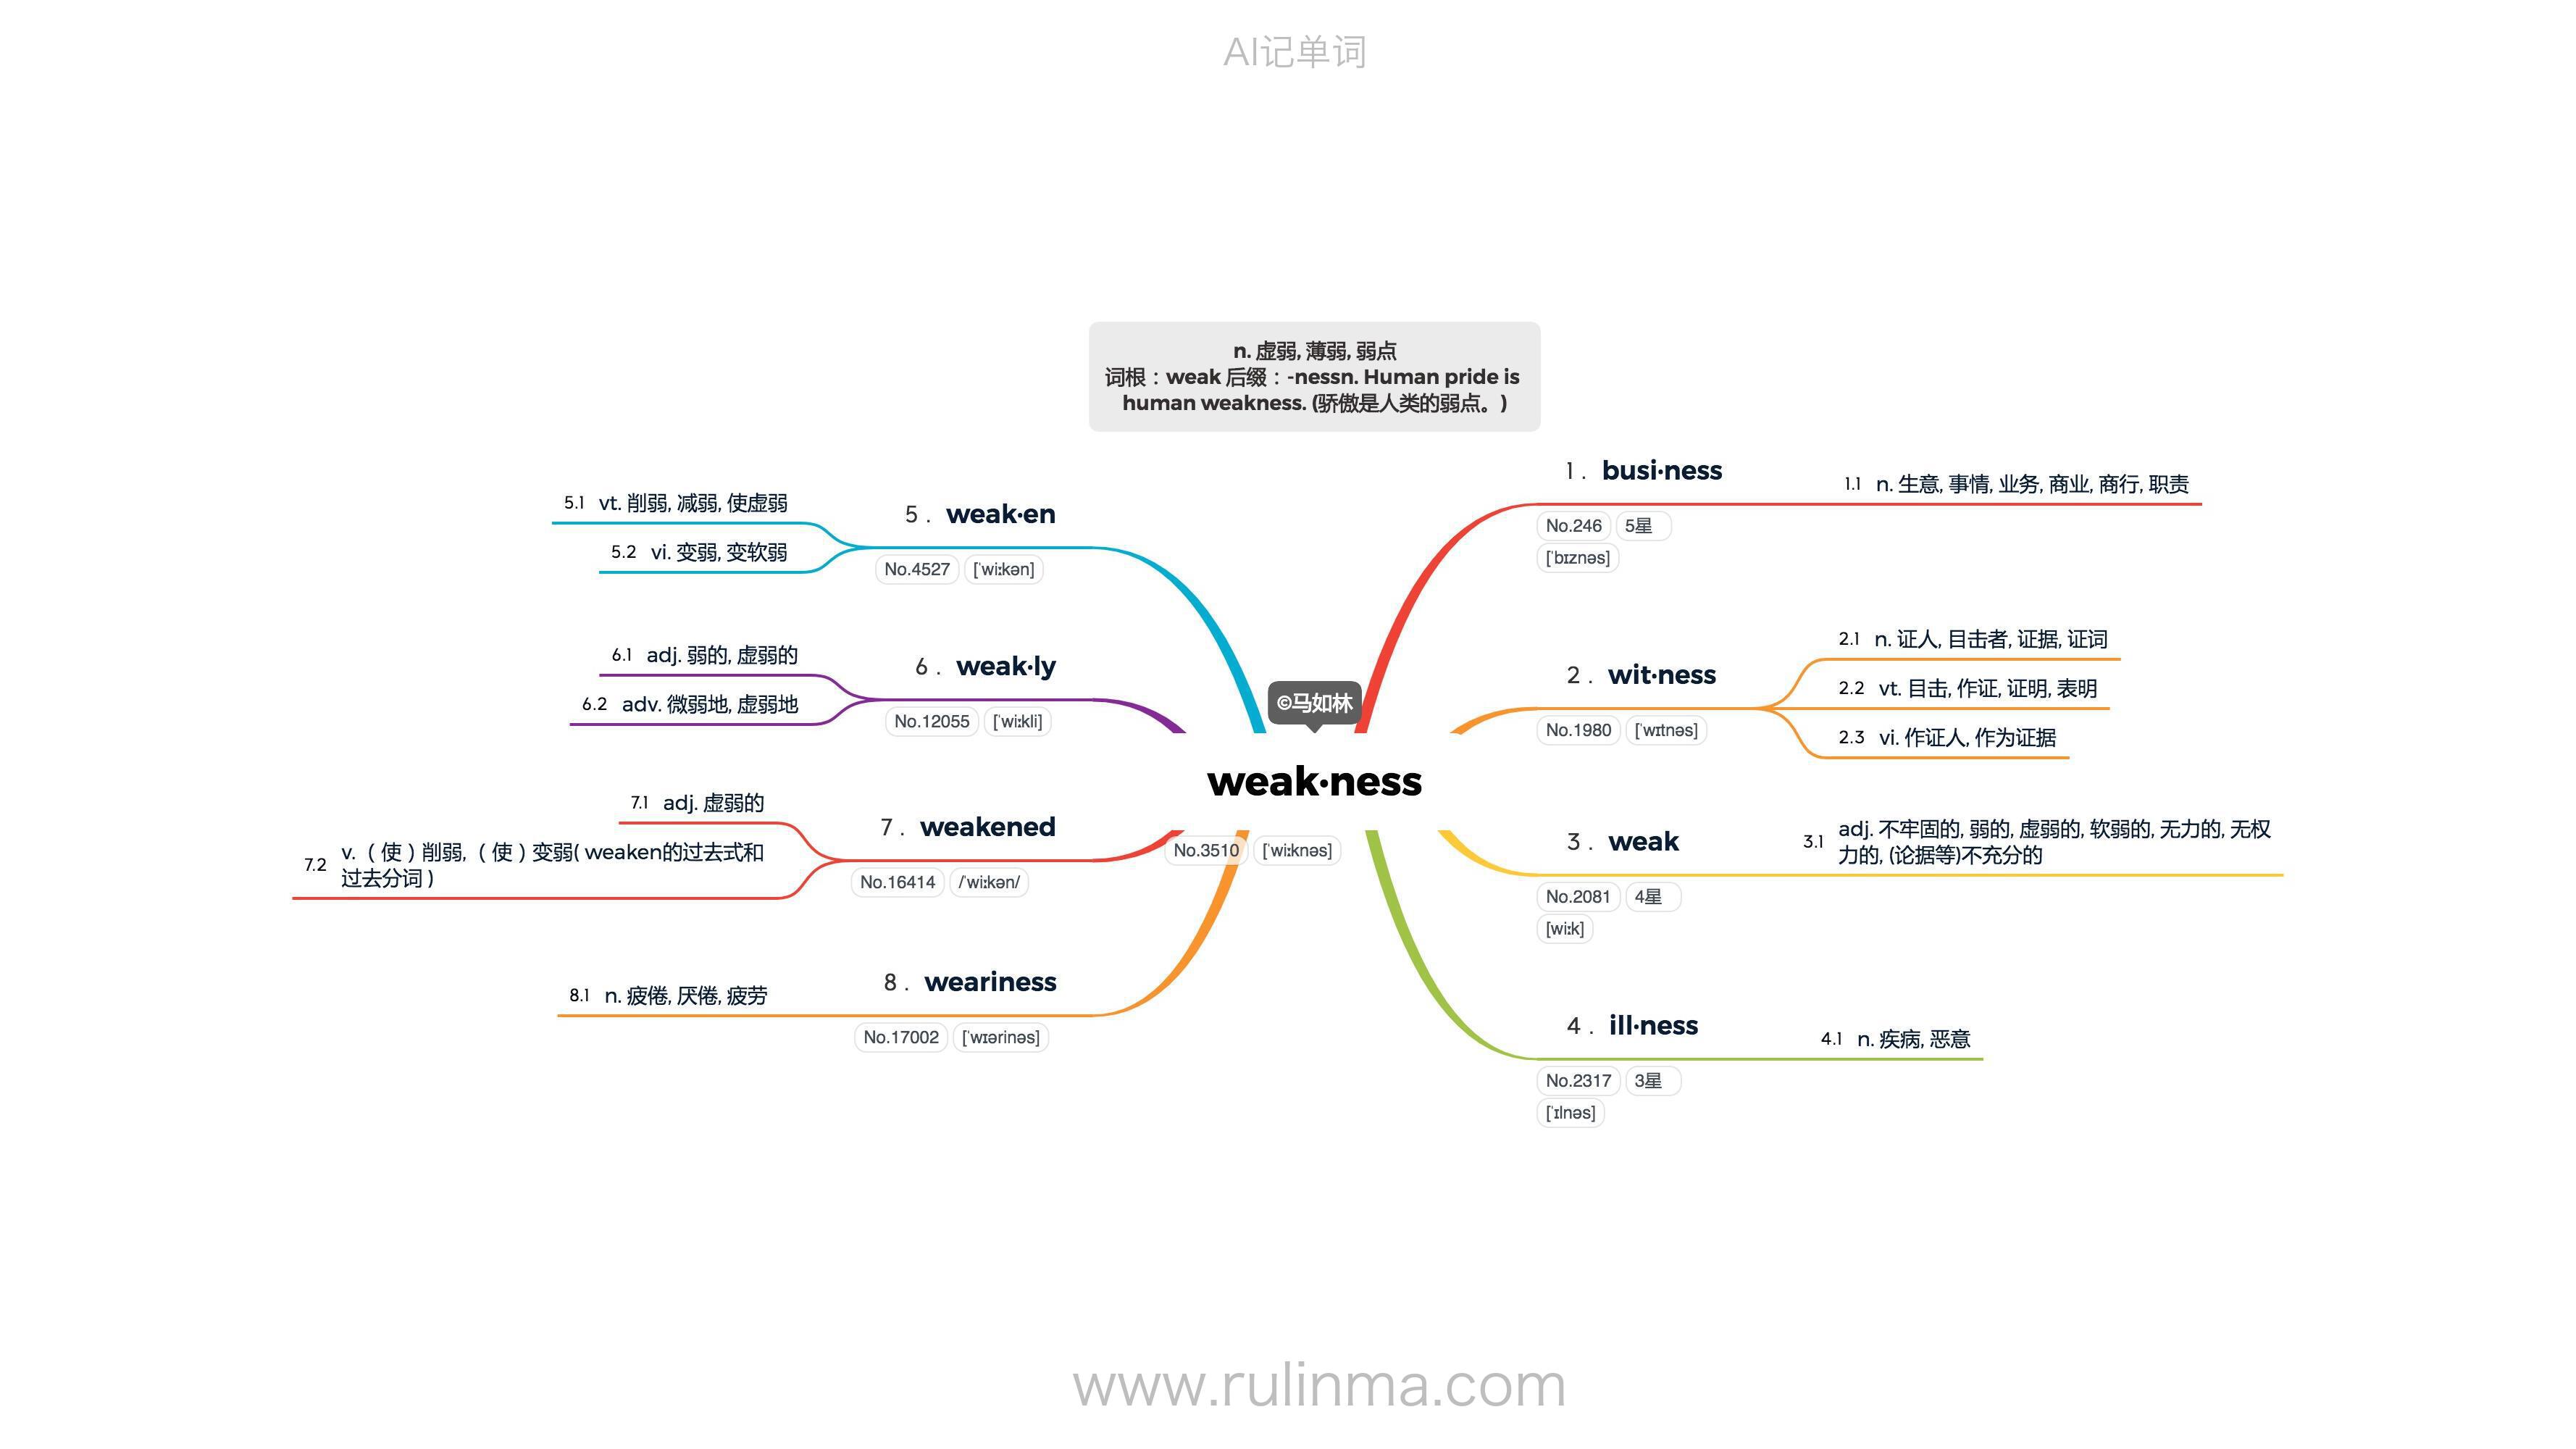 AI记单词
n. 虚弱, 薄弱, 弱点
词根：weak 后缀：-nessn. Human pride is
human weakness. (骄傲是人类的弱点。)
©马如林
weak·ness
No.3510 [ˈwiːknəs]
1. busi·ness
No.246 5星
[ˈbɪznəs]
1.1 n. 生意, 事情, 业务, 商业, 商行, 职责
2. wit·ness
No.1980 [ˈwɪtnəs]
2.1 n. 证人, 目击者, 证据, 证词
2.2 vt. 目击, 作证, 证明, 表明
2.3 vi. 作证人, 作为证据
3. weak
No.2081 4星
[wiːk]
3.1 adj. 不牢固的, 弱的, 虚弱的, 软弱的, 无力的, 无权
力的, (论据等)不充分的
4. ill·ness
No.2317 3星
[ˈɪlnəs]
4.1 n. 疾病, 恶意
5. weak·en
No.4527 [ˈwiːkən]
5.1 vt. 削弱, 减弱, 使虚弱
5.2 vi. 变弱, 变软弱
6. weak·ly
No.12055 [ˈwiːkli]
6.1 adj. 弱的, 虚弱的
6.2 adv. 微弱地, 虚弱地
7. weakened
No.16414 /ˈwiːkən/
7.1 adj. 虚弱的
7.2 v.（使）削弱,（使）变弱( weaken的过去式和
过去分词 )
8. weariness
No.17002 [ˈwɪərinəs]
8.1 n. 疲倦, 厌倦, 疲劳
www.rulinma.com